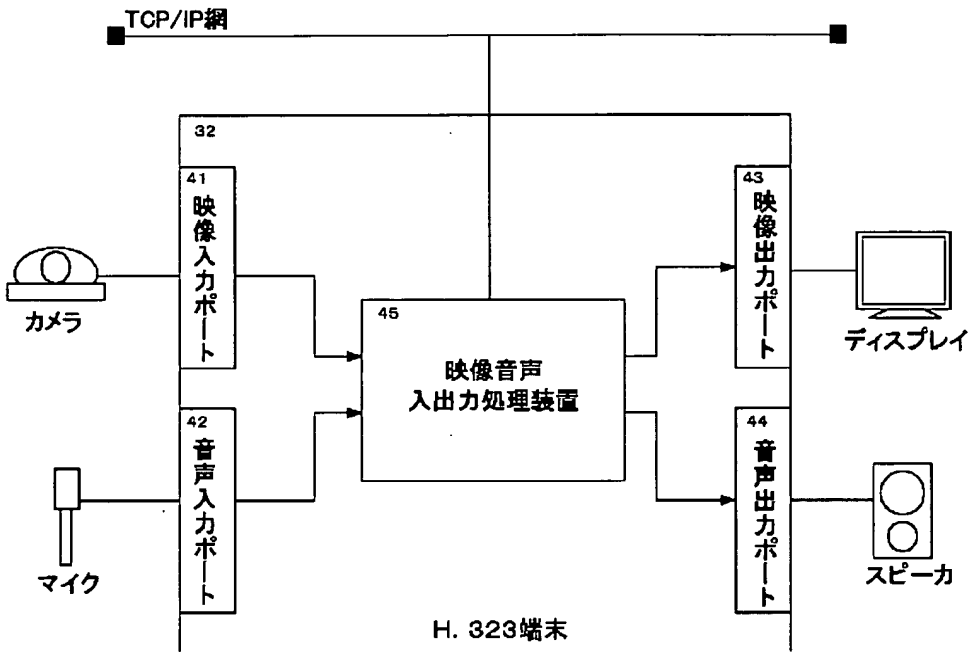 TCP/IP網
32
41
映像入力ポート
43
映像出力ポート
カメラ
45
映像音声
入出力処理装置
ディスプレイ
42
音声入力ポート
44
音声出力ポート
マイク
スピーカ
H. 323端末